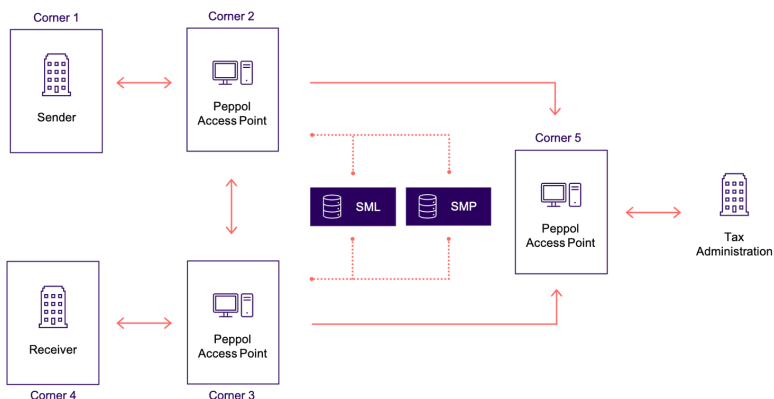 Corner 1
Corner 2
Sender
Peppol
Access Point
Corner 5
SML
SMP
Peppol
Access Point
Tax
Administration
Receiver
Peppol
Access Point
Corner 4
Corner 3